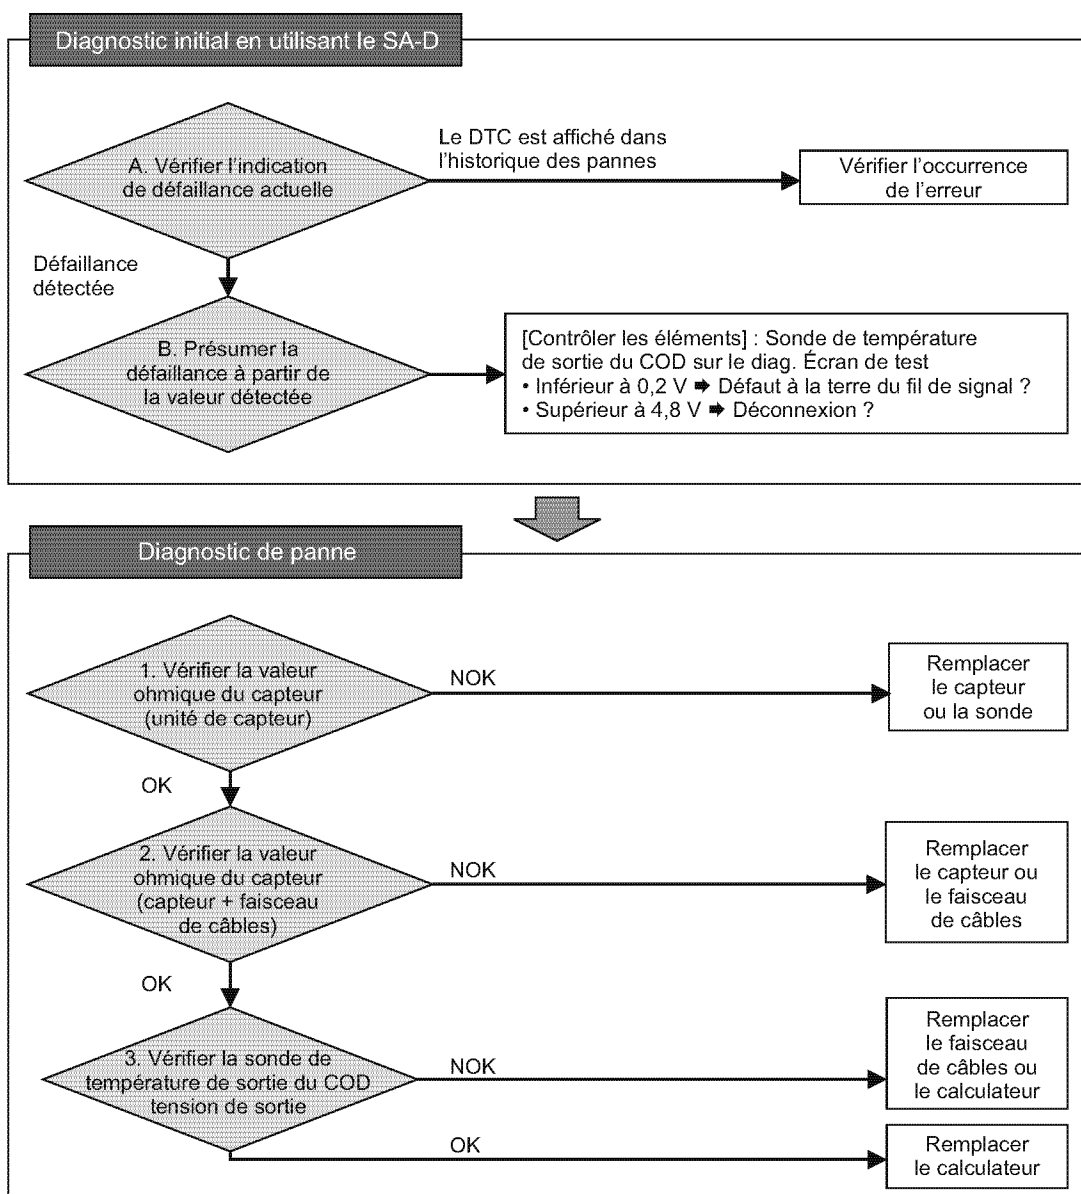 Diagnostic initial en utilisant le SA-D
A. Vérifier l'indication
de défaillance actuelle
Le DTC est affiché dans
l'historique des pannes
Vérifier l'occurrence
de l'erreur
Défaillance
détectée
B. Présumer la
défaillance à partir de
la valeur détectée
[Contrôler les éléments] : Sonde de température
de sortie du COD sur le diag. Écran de test
• Inférieur à 0,2 V ➡ Défaut à la terre du fil de signal ?
• Supérieur à 4,8 V ➡ Déconnexion ?
Diagnostic de panne
1. Vérifier la valeur
ohmique du capteur
(unité de capteur)
NOK
Remplacer
le capteur
ou la sonde
OK
2. Vérifier la valeur
ohmique du capteur
(capteur + faisceau
de câbles)
NOK
Remplacer
le capteur ou
le faisceau
de câbles
OK
3. Vérifier la sonde de
température de sortie du COD
tension de sortie
NOK
Remplacer
le faisceau
de câbles ou
le calculateur
OK
Remplacer
le calculateur